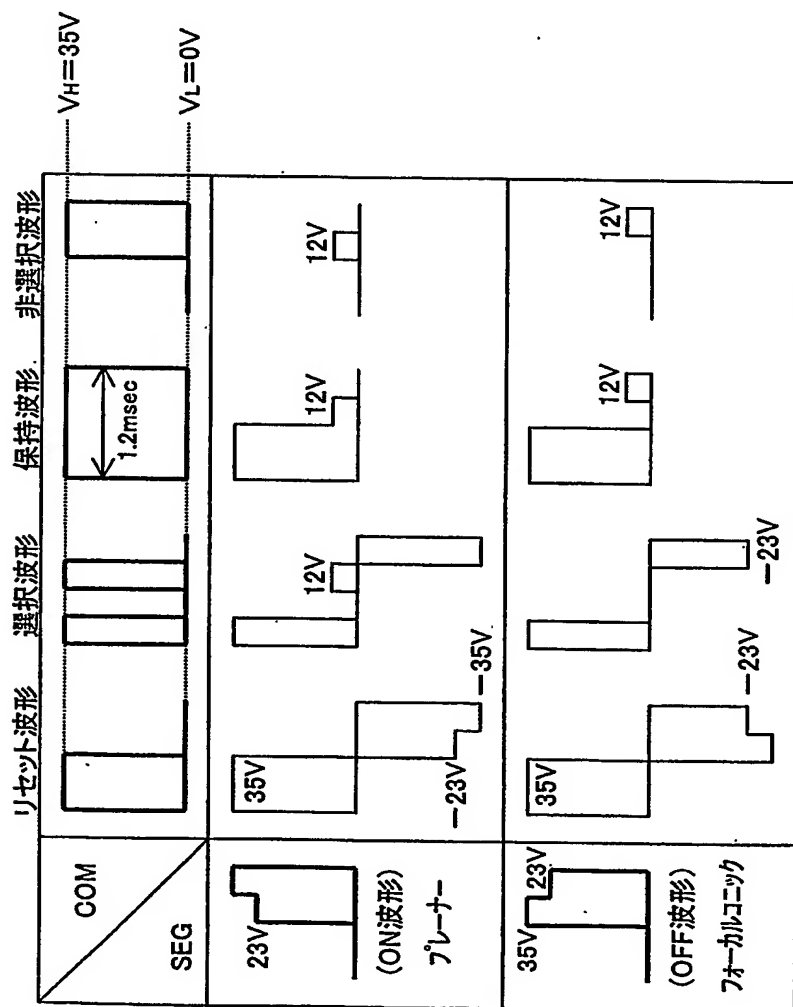 リセット波形 選択波形 保持波形 非選択波形
COM
SEG
VH=35V
1.2msec
VL=0V
23V
(ON波形)
プレーナー
35V
−23V
−35V
12V
12V
12V
35V
23V
(OFF波形)
フォーカルコニック
35V
−23V
−23V
12V
12V